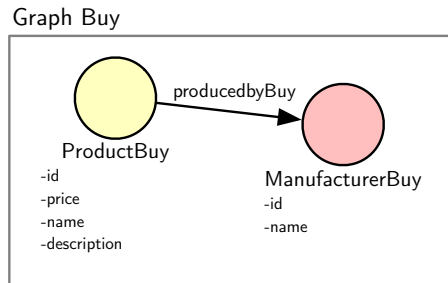 Graph Buy
producedbyBuy
ProductBuy
-id
-price
-name
-description
ManufacturerBuy
-id
-name